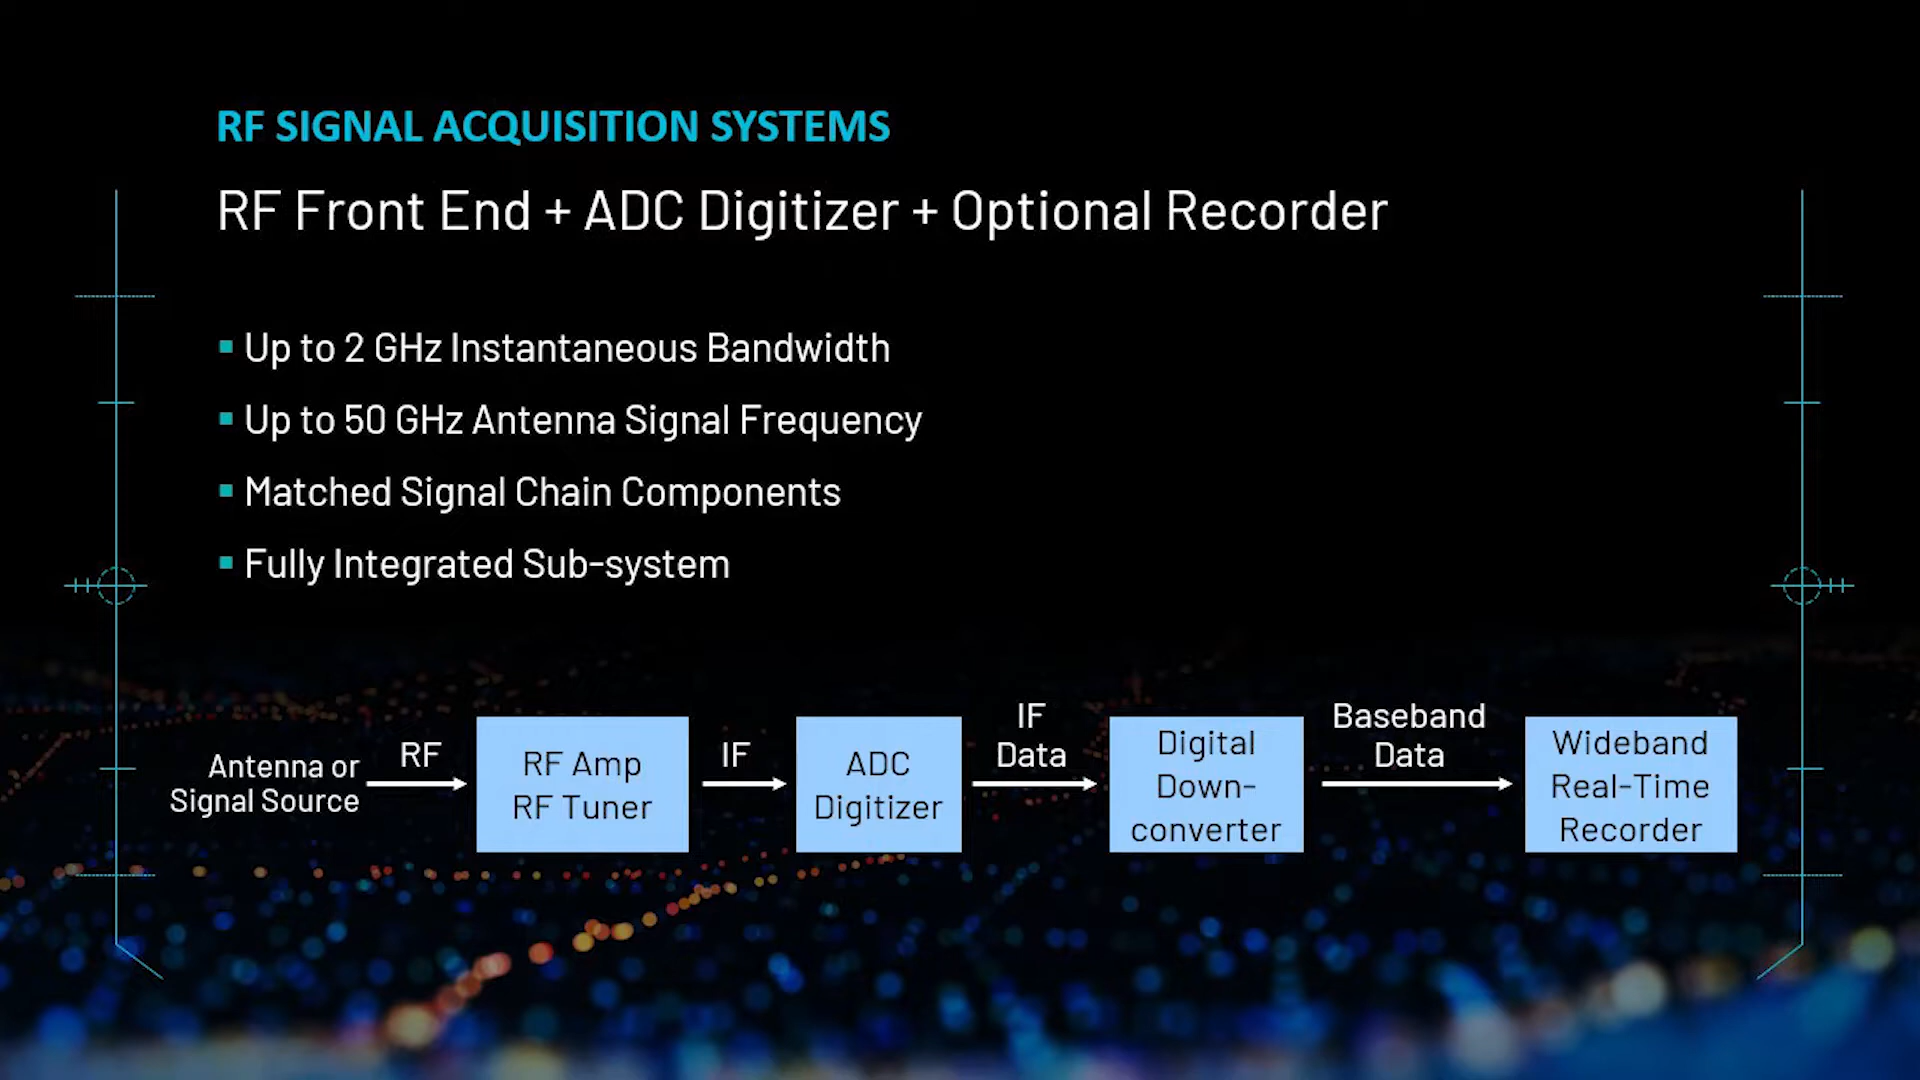 RF SIGNAL ACQUISITION SYSTEMS
RF Front End + ADC Digitizer + Optional Recorder
Up to 2 GHz Instantaneous Bandwidth
Up to 50 GHz Antenna Signal Frequency
Matched Signal Chain Components
Fully Integrated Sub-system
Antenna or
Signal Source
RF
RF Amp
RF Tuner
IF
ADC
Digitizer
IF
Data
Digital
Down-
converter
Baseband
Data
Wideband
Real-Time
Recorder